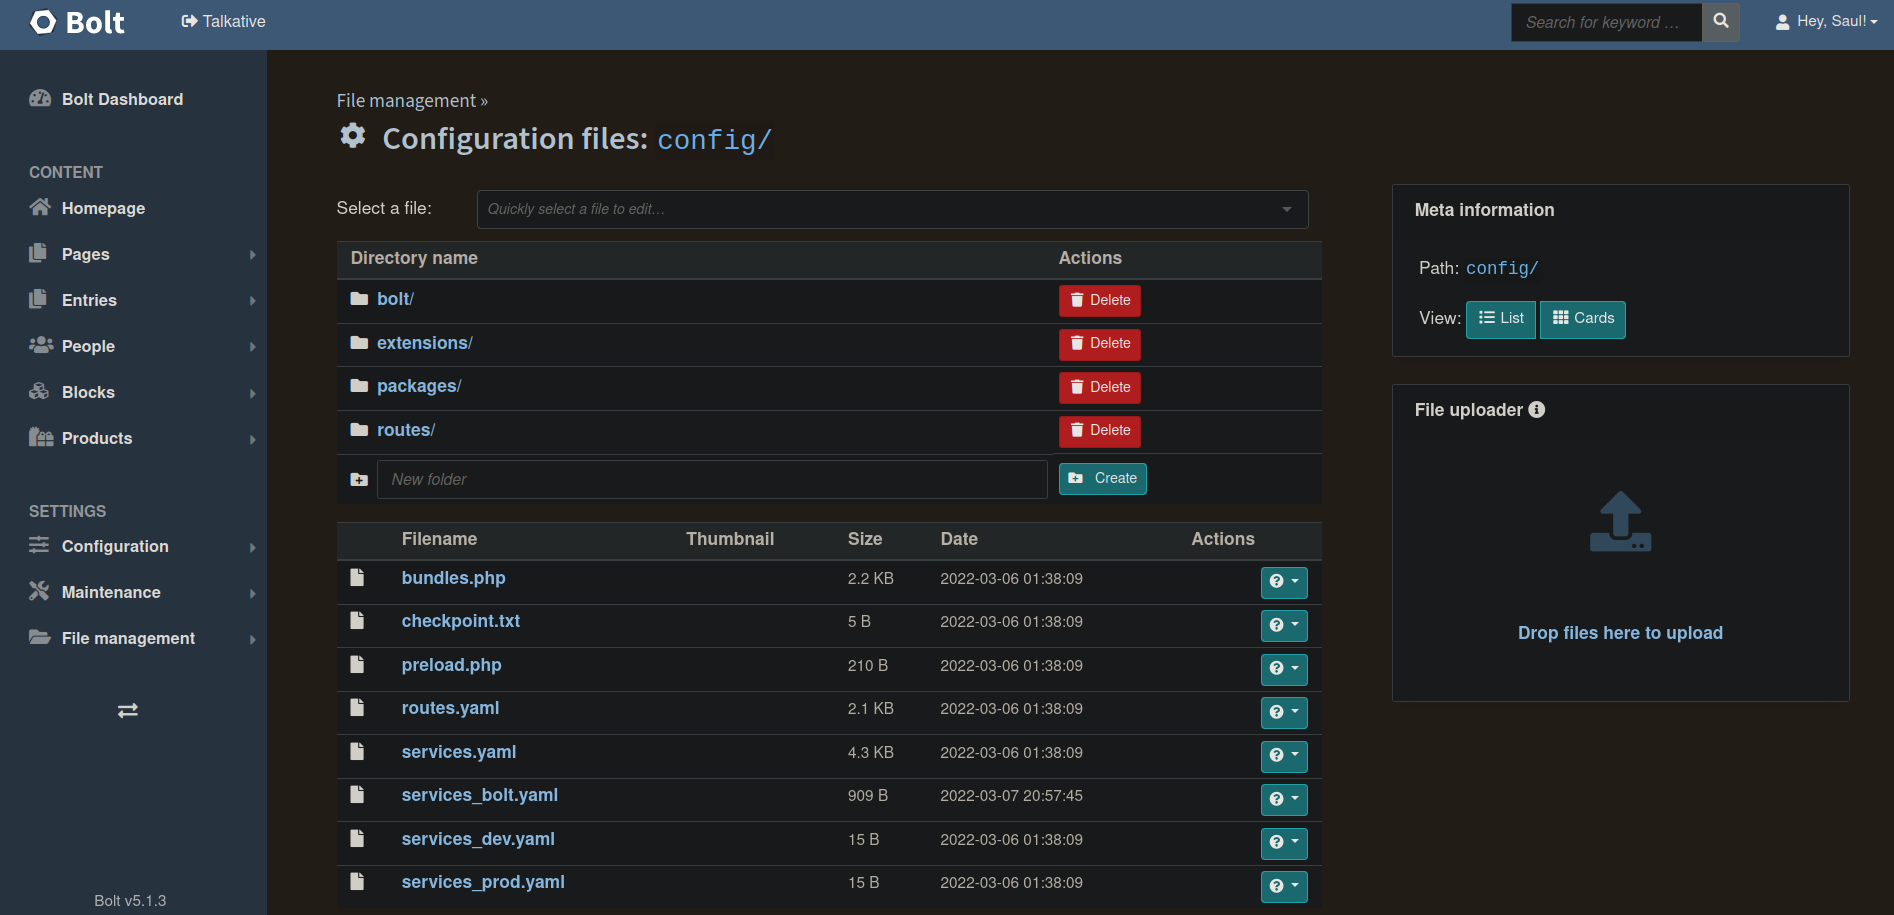 Bolt
Talkative
Search for keyword …
Hey, Saul!
Bolt Dashboard
CONTENT
Homepage
Pages
Entries
People
Blocks
Products
SETTINGS
Configuration
Maintenance
File management
Bolt v5.1.3
File management »
Configuration files: config/
Select a file: Quickly select a file to edit…
Directory name Actions
bolt/ Delete
extensions/ Delete
packages/ Delete
routes/ Delete
New folder Create
Filename Thumbnail Size Date Actions
bundles.php 2.2 KB 2022-03-06 01:38:09
checkpoint.txt 5 B 2022-03-06 01:38:09
preload.php 210 B 2022-03-06 01:38:09
routes.yaml 2.1 KB 2022-03-06 01:38:09
services.yaml 4.3 KB 2022-03-06 01:38:09
services_bolt.yaml 909 B 2022-03-07 20:57:45
services_dev.yaml 15 B 2022-03-06 01:38:09
services_prod.yaml 15 B 2022-03-06 01:38:09
Meta information
Path: config/
View: List Cards
File uploader
Drop files here to upload